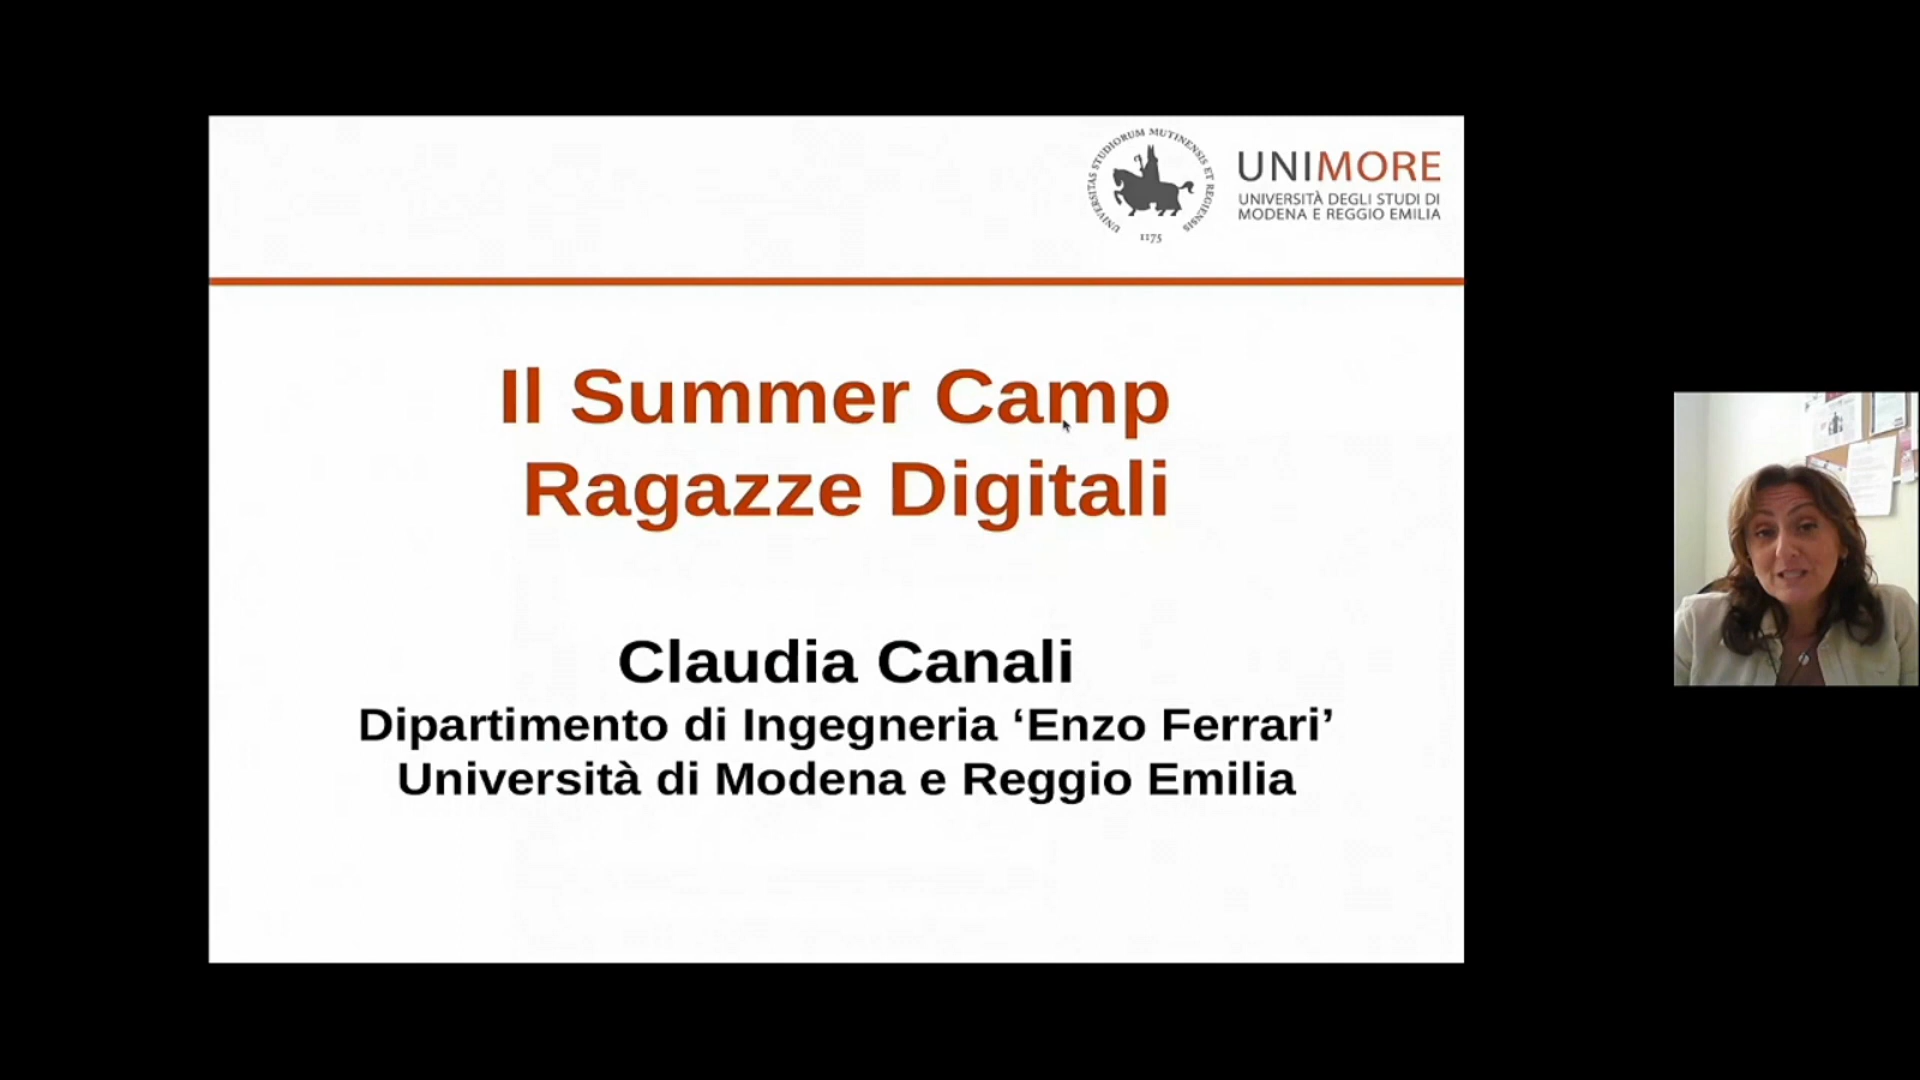 UNIVERSITAS STUDIORUM MUTINENSIS ET REGIENSIS
1175
UNIMORE
UNIVERSITÀ DEGLI STUDI DI
MODENA E REGGIO EMILIA
Il Summer Camp
Ragazze Digitali
Claudia Canali
Dipartimento di Ingegneria ‘Enzo Ferrari’
Università di Modena e Reggio Emilia